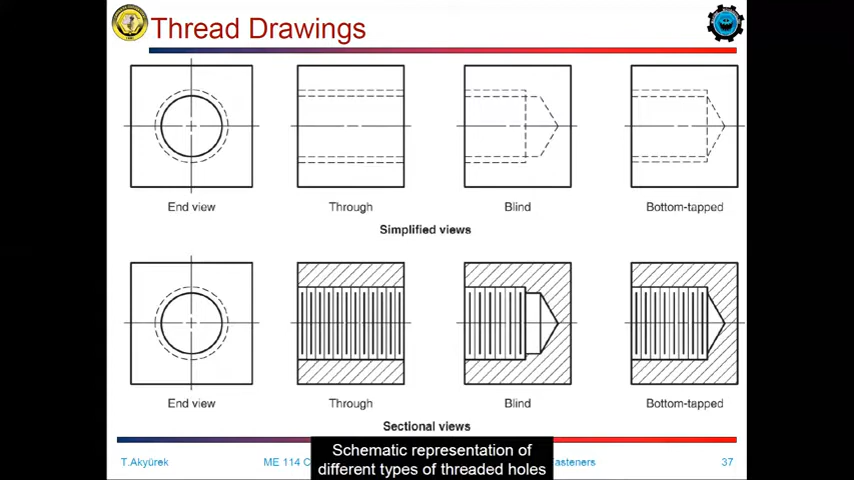 Thread Drawings
End view
Through
Blind
Bottom-tapped
Simplified views
End view
Through
Blind
Bottom-tapped
Sectional views
T.Akyürek
ME 114 C
asteners
37
Schematic representation of
different types of threaded holes